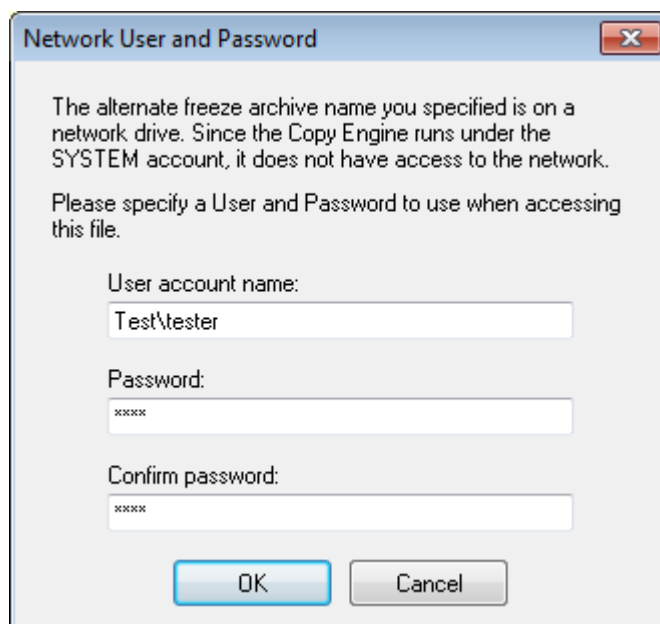 Network User and Password
The alternate freeze archive name you specified is on a
network drive. Since the Copy Engine runs under the
SYSTEM account, it does not have access to the network.
Please specify a User and Password to use when accessing
this file.
User account name:
Test\tester
Password:
****
Confirm password:
****
OK
Cancel